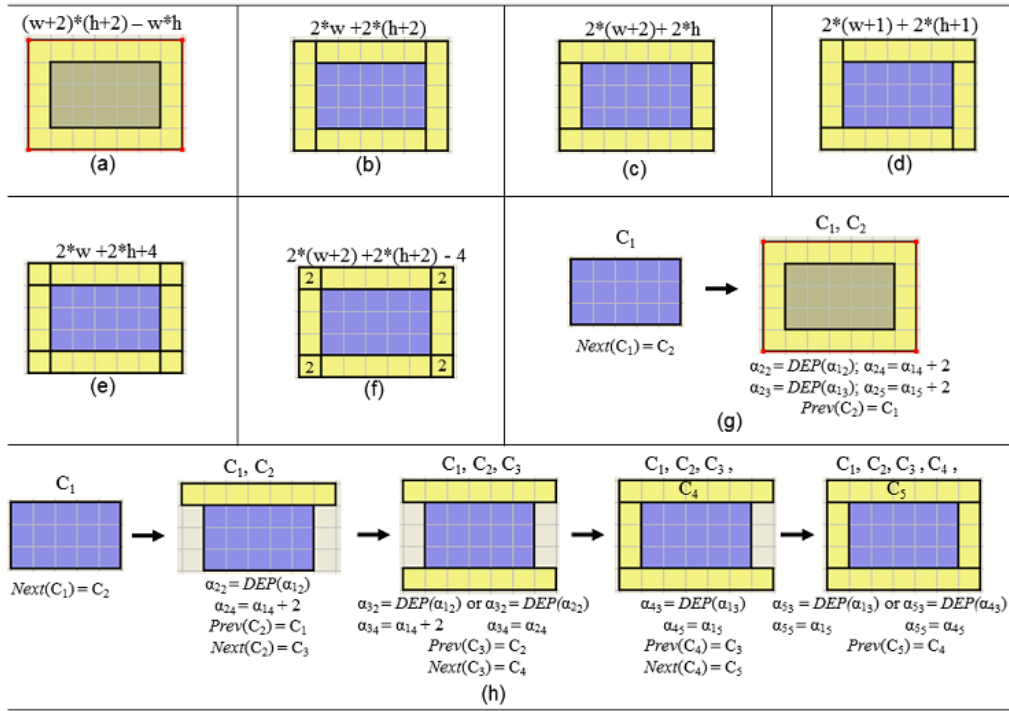 (w+2)*(h+2) – w*h
(a)
2*w +2*(h+2)
(b)
2*(w+2)+ 2*h
(c)
2*(w+1) + 2*(h+1)
(d)
2*w +2*h+4
(e)
2*(w+2) +2*(h+2) - 4
2 2
2 2
(f)
C₁
Next(C₁) = C₂
C₁, C₂
α₂₂ = DEP(α₁₂); α₂₄ = α₁₄ + 2
α₂₃ = DEP(α₁₃); α₂₅ = α₁₅ + 2
Prev(C₂) = C₁
(g)
C₁
Next(C₁) = C₂
C₁, C₂
α₂₂ = DEP(α₁₂)
α₂₄ = α₁₄ + 2
Prev(C₂) = C₁
Next(C₂) = C₃
C₁, C₂, C₃
α₃₂ = DEP(α₁₂) or α₃₂ = DEP(α₂₂)
α₃₄ = α₁₄ + 2 α₃₄ = α₂₄
Prev(C₃) = C₂
Next(C₃) = C₄
C₁, C₂, C₃ ,
C₄
α₄₃ = DEP(α₁₃)
α₄₅ = α₁₅
Prev(C₄) = C₃
Next(C₄) = C₅
C₁, C₂, C₃ , C₄ ,
C₅
α₅₃ = DEP(α₁₃) or α₅₃ = DEP(α₄₃)
α₅₅ = α₁₅ α₅₅ = α₄₅
Prev(C₅) = C₄
(h)